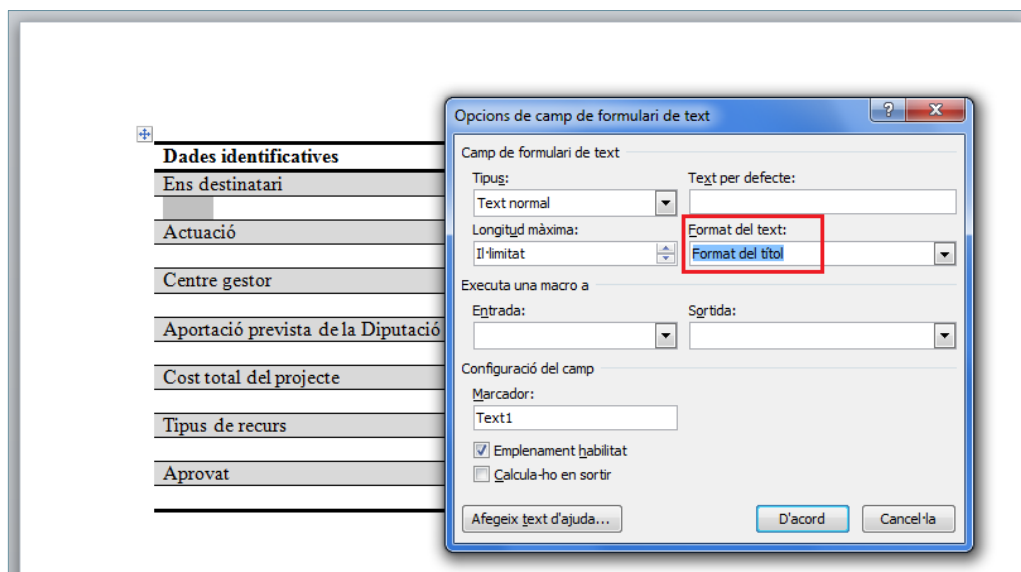 Dades identificatives
Ens destinatari
Actuació
Centre gestor
Aportació prevista de la Diputació
Cost total del projecte
Tipus de recurs
Aprovat
Opcions de camp de formulari de text
Camp de formulari de text
Tipus:
Text per defecte:
Text normal
Longitud màxima:
Format del text:
Il·limitat
Format del títol
Executa una macro a
Entrada:
Sortida:
Configuració del camp
Marcador:
Text1
Emplenament habilitat
Calcula-ho en sortir
Afegeix text d'ajuda...
D'acord
Cancel·la